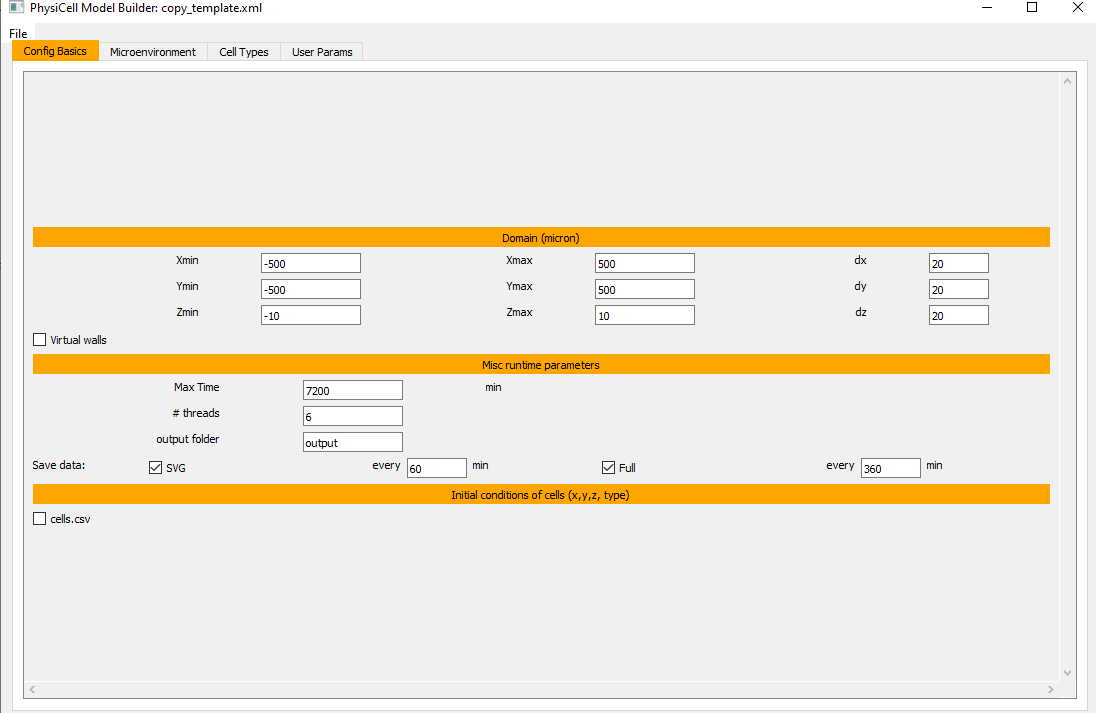 PhysiCell Model Builder: copy_template.xml
File
Config Basics Microenvironment Cell Types User Params
Domain (micron)
Xmin -500 Xmax 500 dx 20
Ymin -500 Ymax 500 dy 20
Zmin -10 Zmax 10 dz 20
Virtual walls
Misc runtime parameters
Max Time 7200 min
# threads 6
output folder output
Save data: SVG every 60 min Full every 360 min
Initial conditions of cells (x,y,z, type)
cells.csv